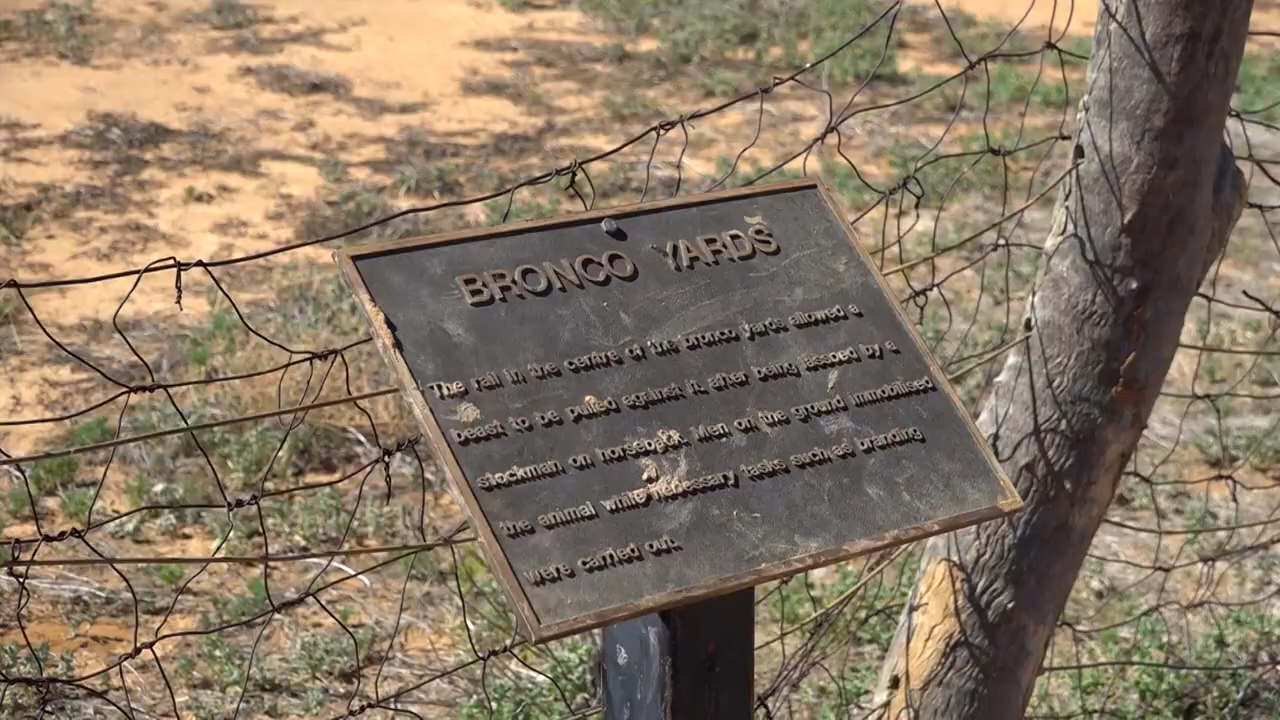 BRONCO YARDS
The rail in the centre of the bronco yards allowed a
beast to be pulled against it after being lassoed by a
stockman on horseback. Men on the ground immobilised
the animal while necessary tasks such as branding
were carried out.